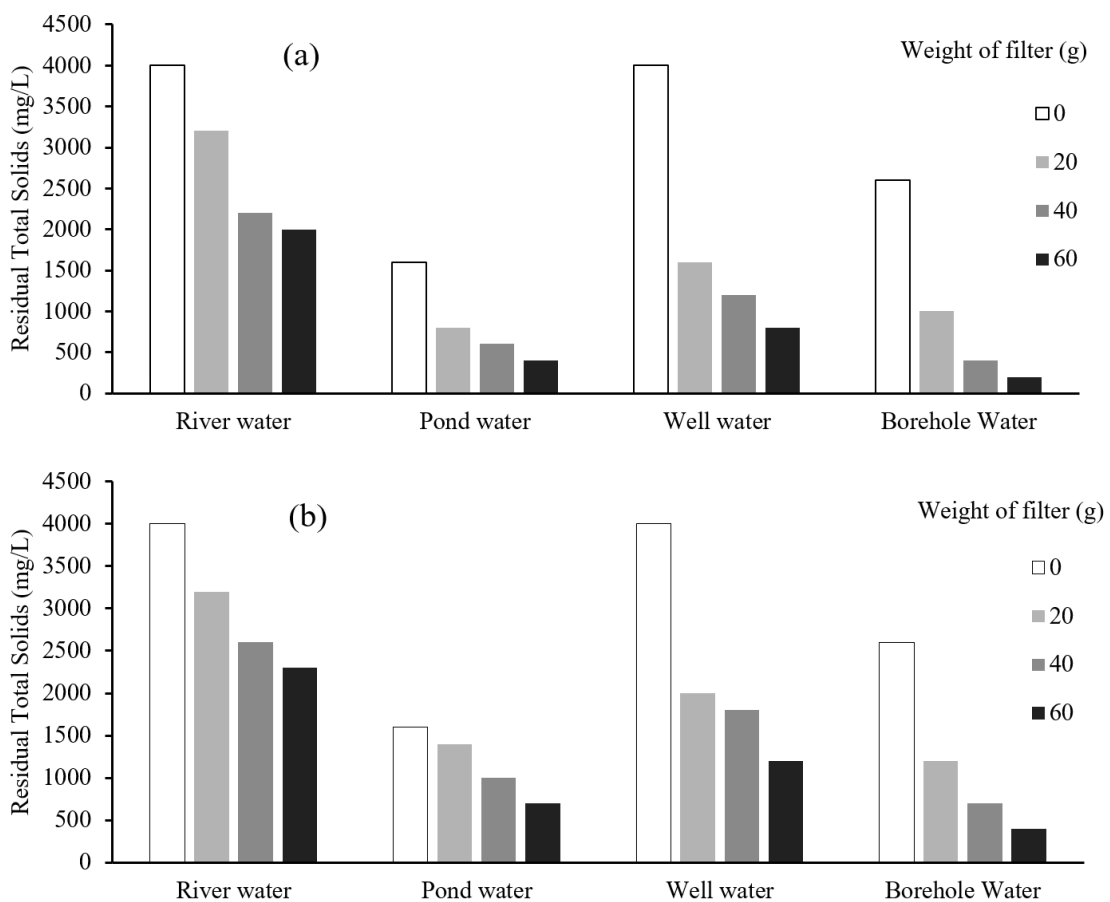 4500
(a)
Weight of filter (g)
4000
3500
0
3000
20
2500
40
2000
60
1500
1000
500
0
Residual Total Solids (mg/L)
River water
Pond water
Well water
Borehole Water
4500
(b)
Weight of filter (g)
4000
3500
0
3000
20
2500
40
2000
60
1500
1000
500
0
Residual Total Solids (mg/L)
River water
Pond water
Well water
Borehole Water